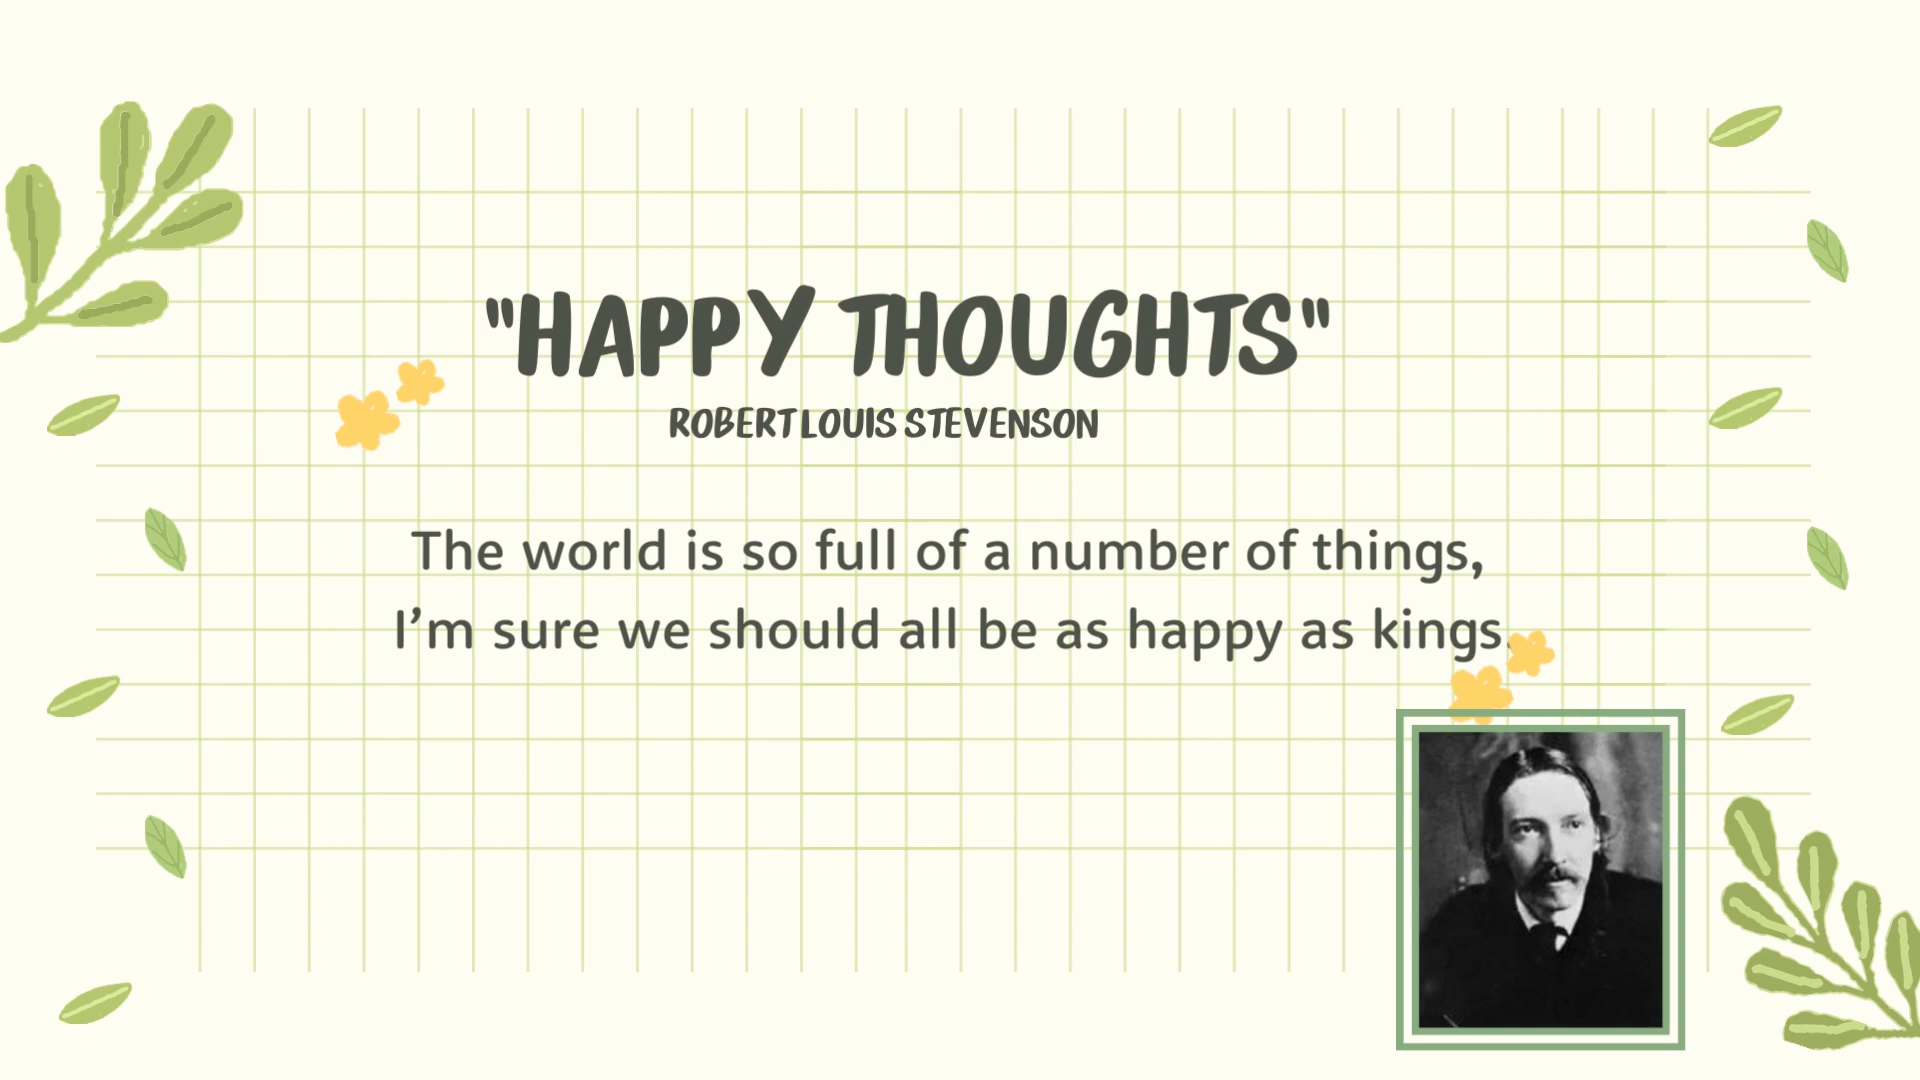 "HAPPY THOUGHTS"
ROBERT LOUIS STEVENSON
The world is so full of a number of things,
I’m sure we should all be as happy as kings.